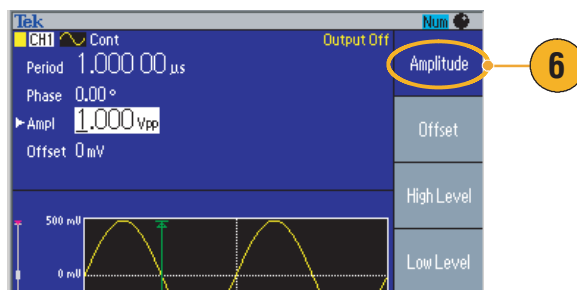 Tek
Num
CH1 Cont Output Off
Period 1.000 00 µs
Phase 0.00 °
Ampl 1.000 Vpp
Offset 0 mV
500 mV
0 mV
Amplitude
Offset
High Level
Low Level
6